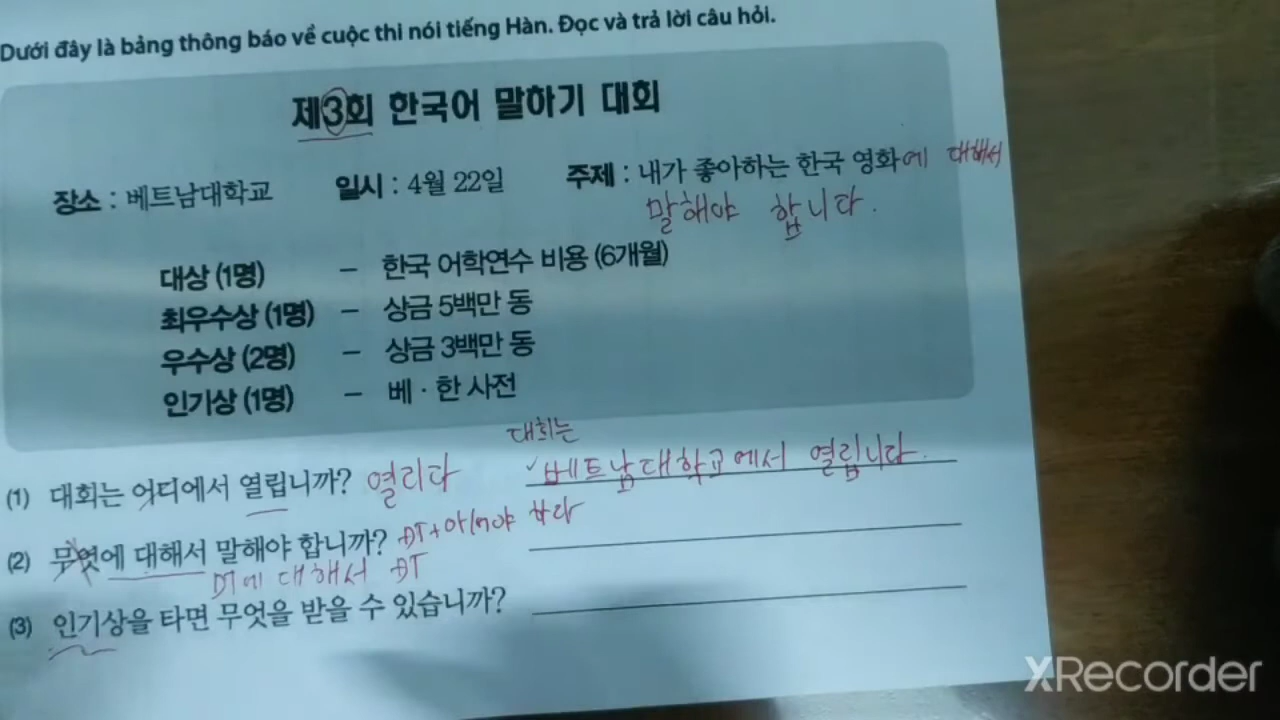 Dưới đây là bảng thông báo về cuộc thi nói tiếng Hàn. Đọc và trả lời câu hỏi.
제3회 한국어 말하기 대회
장소 : 베트남대학교 일시 : 4월 22일 주제 : 내가 좋아하는 한국 영화에 대해서
말해야 합니다.
대상 (1명) – 한국 어학연수 비용 (6개월)
최우수상 (1명) – 상금 5백만 동
우수상 (2명) – 상금 3백만 동
인기상 (1명) – 베 · 한 사전
대회는
(1) 대회는 어디에서 열립니까? 열리다 베트남대학교에서 열립니다.
(2) 무엇에 대해서 말해야 합니까? ĐT+아/어야 하다
DT에 대해서 ĐT
(3) 인기상을 타면 무엇을 받을 수 있습니까?
XRecorder